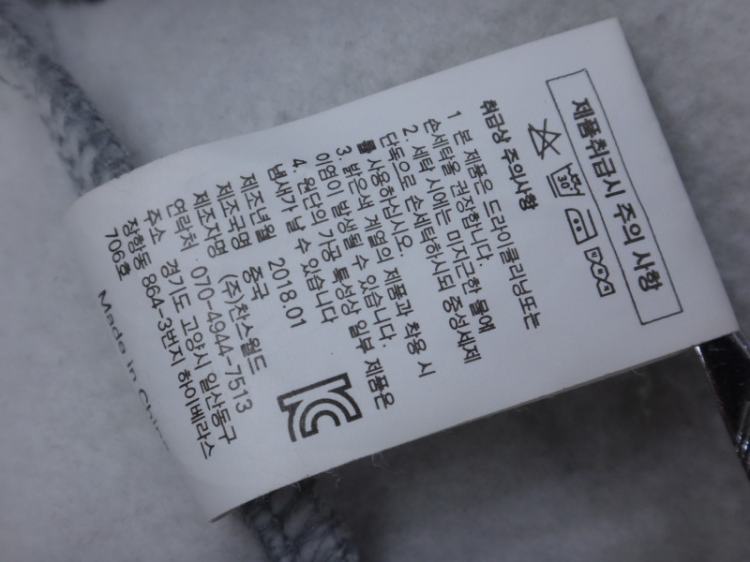 제품취급시 주의 사항
취급상 주의사항
1 본 제품은 드라이클리닝또는
손세탁을 권장합니다.
2. 세탁 시에는 미지근한 물에
단독으로 손세탁하시되 중성세제
를 사용하십시오.
3. 밝은색 계열의 제품과 착용 시
이염이 발생될 수 있습니다.
4. 원단의 가공 특성상 일부 제품은
냄새가 날 수 있습니다
제조년월 2018.01
제조국명 중국
제조자명 (주)천스월드
연락처 070-4944-7513
주소 경기도 고양시 일산동구
장항동 864-3번지 하이베라스
706호
Made in